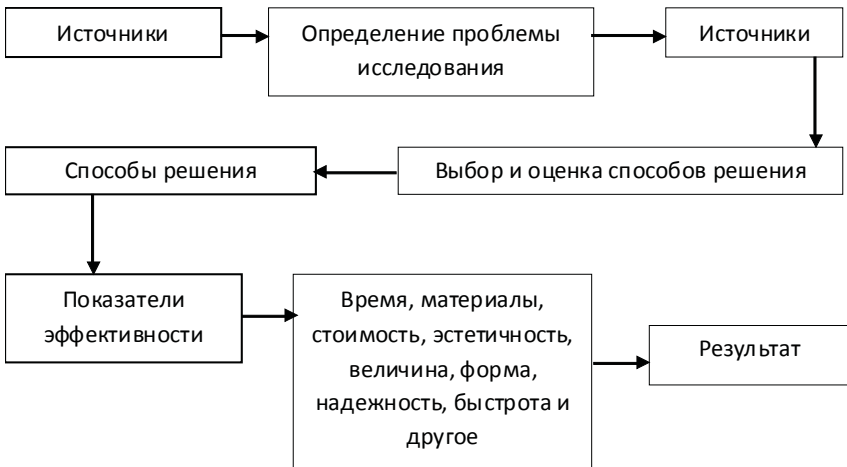 Источники
Определение проблемы
исследования
Источники
Способы решения
Выбор и оценка способов решения
Показатели
эффективности
Время, материалы,
стоимость, эстетичность,
величина, форма,
надежность, быстрота и
другое
Результат